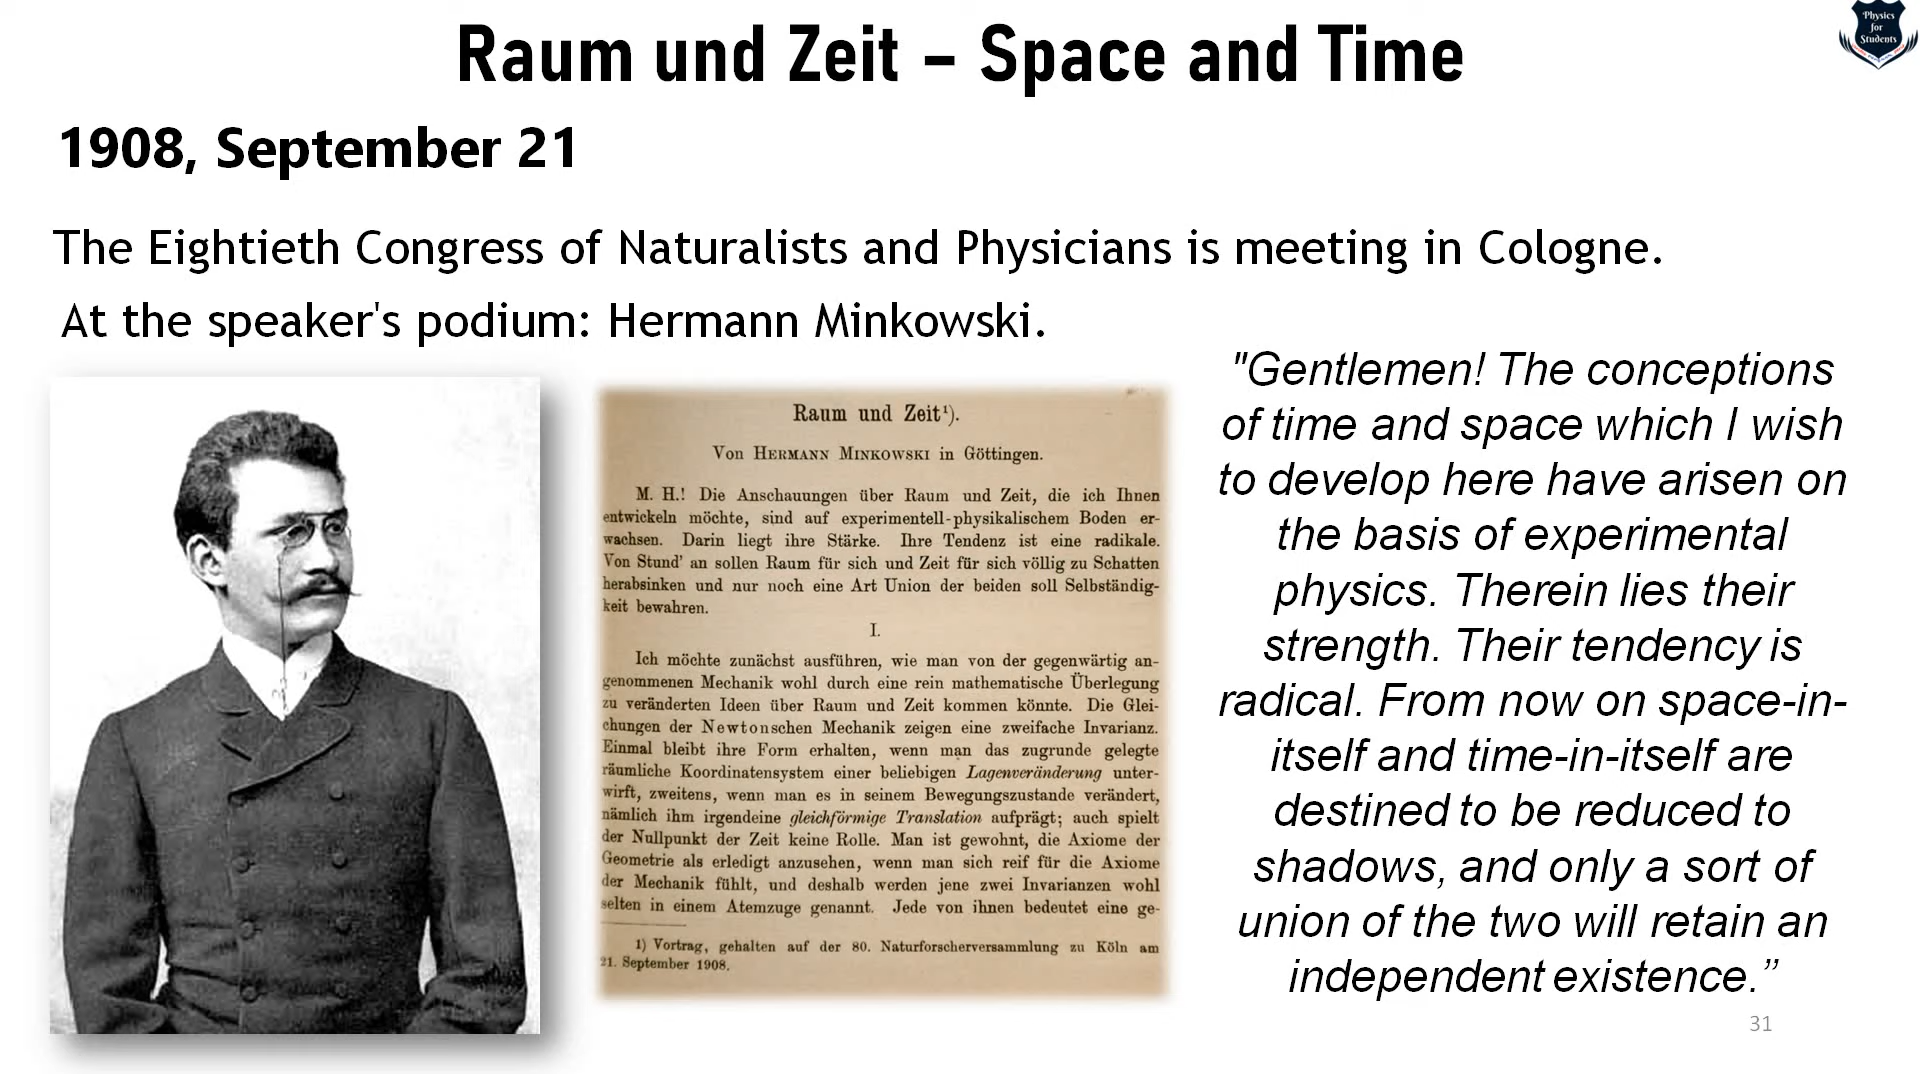 Raum und Zeit – Space and Time
Physics
for
Students
1908, September 21
The Eightieth Congress of Naturalists and Physicians is meeting in Cologne.
At the speaker's podium: Hermann Minkowski.
Raum und Zeit¹).
Von Hermann Minkowski in Göttingen.
M. H.! Die Anschauungen über Raum und Zeit, die ich Ihnen
entwickeln möchte, sind auf experimentell-physikalischem Boden er-
wachsen. Darin liegt ihre Stärke. Ihre Tendenz ist eine radikale.
Von Stund' an sollen Raum für sich und Zeit für sich völlig zu Schatten
herabsinken und nur noch eine Art Union der beiden soll Selbständig-
keit bewahren.
I.
Ich möchte zunächst ausführen, wie man von der gegenwärtig an-
genommenen Mechanik wohl durch eine rein mathematische Überlegung
zu veränderten Ideen über Raum und Zeit kommen könnte. Die Glei-
chungen der Newtonschen Mechanik zeigen eine zweifache Invarianz.
Einmal bleibt ihre Form erhalten, wenn man das zugrunde gelegte
räumliche Koordinatensystem einer beliebigen Lagenveränderung unter-
wirft, zweitens, wenn man es in seinem Bewegungszustande verändert,
nämlich ihm irgendeine gleichförmige Translation aufprägt; auch spielt
der Nullpunkt der Zeit keine Rolle. Man ist gewohnt, die Axiome der
Geometrie als erledigt anzusehen, wenn man sich reif für die Axiome
der Mechanik fühlt, und deshalb werden jene zwei Invarianzen wohl
selten in einem Atemzuge genannt. Jede von ihnen bedeutet eine ge-
1) Vortrag, gehalten auf der 80. Naturforscherversammlung zu Köln am
21. September 1908.
"Gentlemen! The conceptions
of time and space which I wish
to develop here have arisen on
the basis of experimental
physics. Therein lies their
strength. Their tendency is
radical. From now on space-in-
itself and time-in-itself are
destined to be reduced to
shadows, and only a sort of
union of the two will retain an
independent existence.”
31